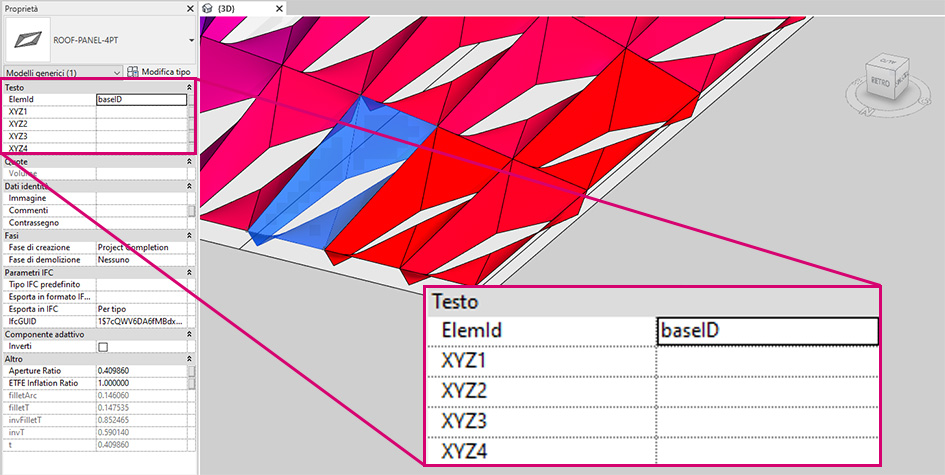 Proprietà
{3D}
ROOF-PANEL-4PT
Modelli generici (1)
Modifica tipo
Testo
ElemId baseID
XYZ1
XYZ2
XYZ3
XYZ4
Quote
Volume
Dati identità
Immagine
Commenti
Contrassegno
Fasi
Fase di creazione Project Completion
Fase di demolizione Nessuno
Parametri IFC
Tipo IFC predefinito
Esporta in formato IF...
Esporta in IFC Per tipo
IfcGUID 1$7cQWV6DA6fMBdx...
Componente adattivo
Inverti
Altro
Aperture Ratio 0.409860
ETFE Inflation Ratio 1.000000
filletArc 0.146060
filletT 0.147535
invFilletT 0.852465
invT 0.590140
t 0.409860
RETRO
Testo
ElemId baseID
XYZ1
XYZ2
XYZ3
XYZ4